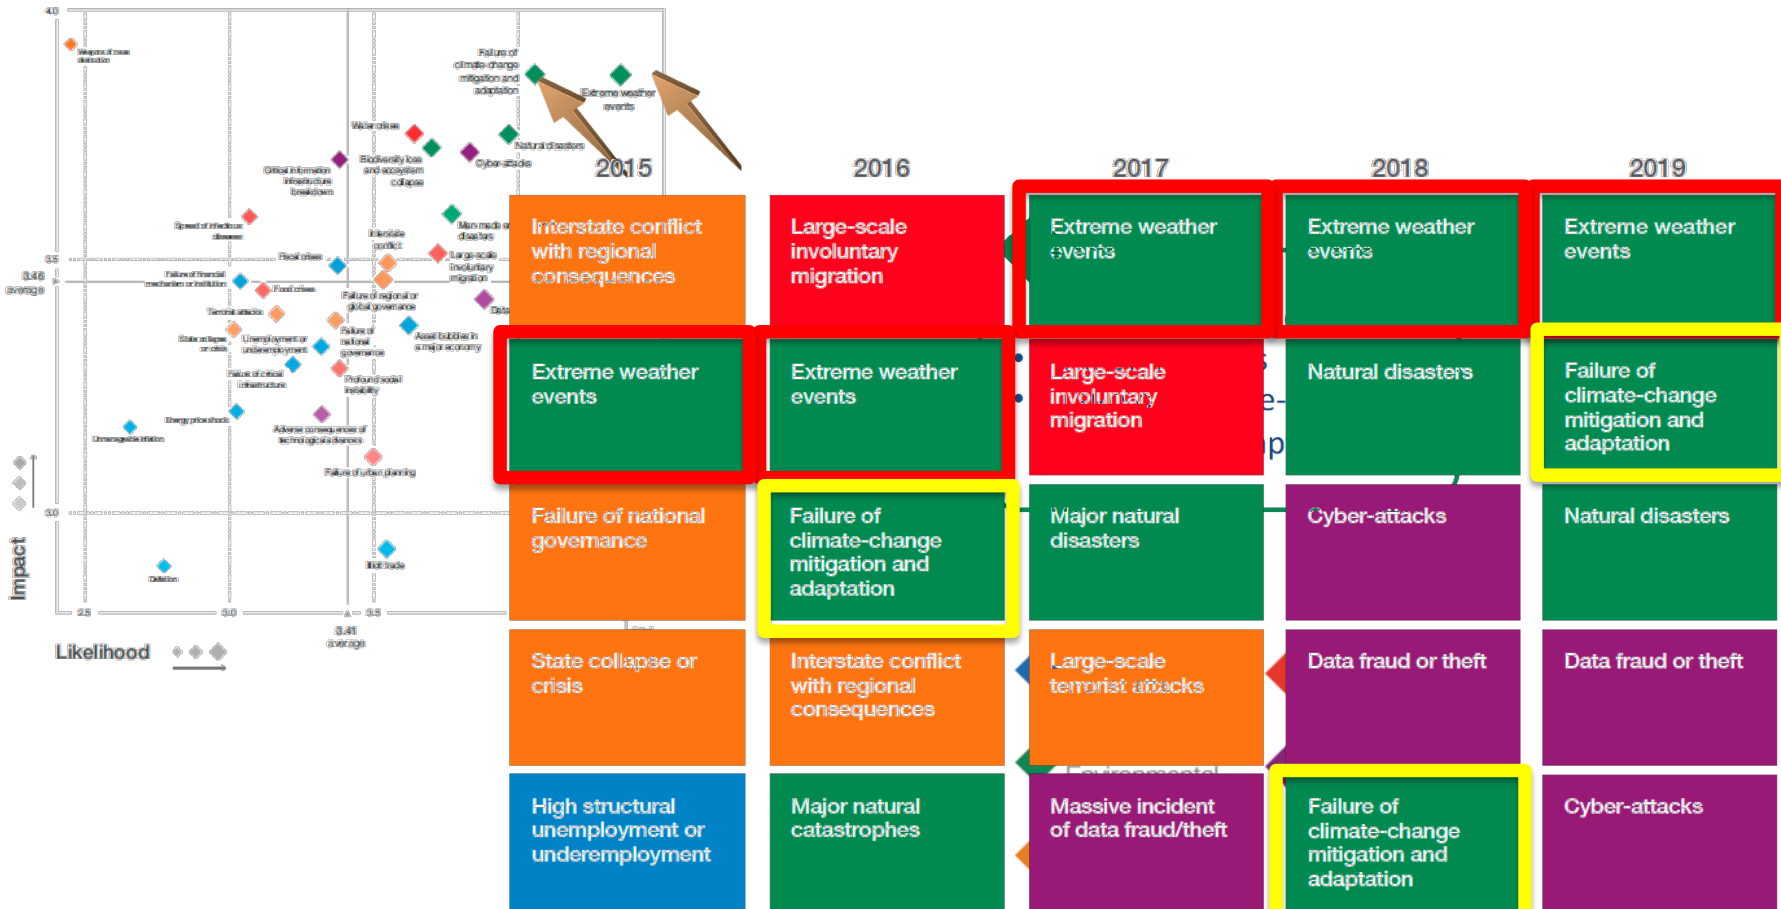 4.0
Weapons of mass
destruction
Failure of
climate-change
mitigation and
adaptation
Extreme weather
events
Water crises
Natural disasters
Biodiversity loss
and ecosystem
collapse
Cyber-attacks
Critical information
infrastructure
breakdown
Spread of infectious
diseases
Man-made
disasters
Interstate
conflict
Large-scale
involuntary
migration
Fiscal crises
3.5
3.48
average
Failure of financial
mechanism or institution
Food crises
Failure of regional or
global governance
Terrorist attacks
State collapse
or crisis
Unemployment or
underemployment
Failure of
national
governance
Asset bubbles in
a major economy
Failure of critical
infrastructure
Profound social
instability
Energy price shock
Adverse consequences of
technological advances
Unmanageable inflation
Failure of urban planning
3.0
Illicit trade
Deflation
Impact
2.5
3.0
3.5
3.41
average
Likelihood
2015
2016
2017
2018
2019
Interstate conflict
with regional
consequences
Large-scale
involuntary
migration
Extreme weather
events
Extreme weather
events
Extreme weather
events
Extreme weather
events
Extreme weather
events
Large-scale
involuntary
migration
Natural disasters
Failure of
climate-change
mitigation and
adaptation
Failure of national
governance
Failure of
climate-change
mitigation and
adaptation
Major natural
disasters
Cyber-attacks
Natural disasters
State collapse or
crisis
Interstate conflict
with regional
consequences
Large-scale
terrorist attacks
Data fraud or theft
Data fraud or theft
Environmental
High structural
unemployment or
underemployment
Major natural
catastrophes
Massive incident
of data fraud/theft
Failure of
climate-change
mitigation and
adaptation
Cyber-attacks